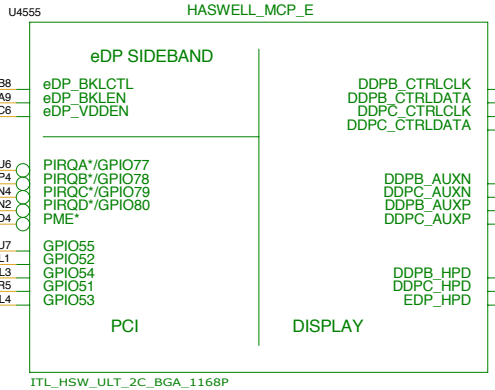 U4555
HASWELL_MCP_E
eDP SIDEBAND
B8 eDP_BKLCTL
A9 eDP_BKLEN
C6 eDP_VDDEN
DDPB_CTRLCLK
DDPB_CTRLDATA
DDPC_CTRLCLK
DDPC_CTRLDATA
U6 PIRQA*/GPIO77
P4 PIRQB*/GPIO78
N4 PIRQC*/GPIO79
N2 PIRQD*/GPIO80
D4 PME*
DDPB_AUXN
DDPC_AUXN
DDPB_AUXP
DDPC_AUXP
U7 GPIO55
L1 GPIO52
L3 GPIO54
R5 GPIO51
L4 GPIO53
DDPB_HPD
DDPC_HPD
EDP_HPD
PCI
DISPLAY
ITL_HSW_ULT_2C_BGA_1168P